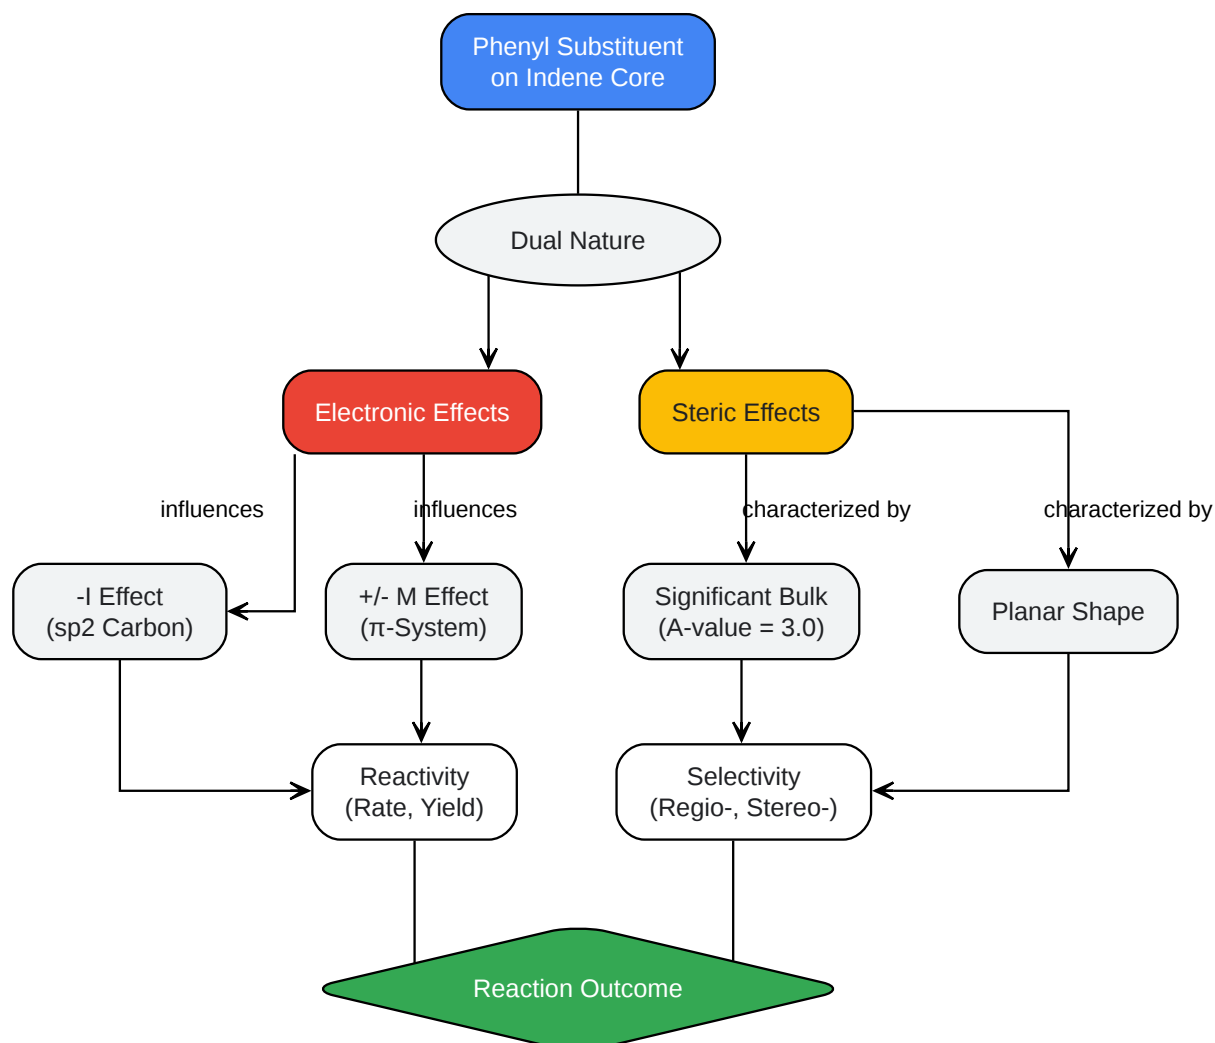 Phenyl Substituent
on Indene Core
Dual Nature
Electronic Effects
Steric Effects
influences
influences
characterized by
characterized by
-I Effect
(sp2 Carbon)
+/- M Effect
(π-System)
Significant Bulk
(A-value = 3.0)
Planar Shape
Reactivity
(Rate, Yield)
Selectivity
(Regio-, Stereo-)
Reaction Outcome